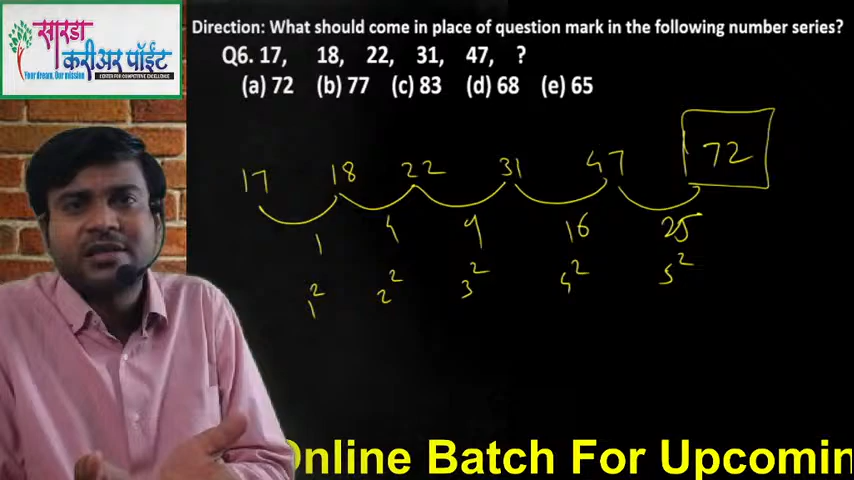 सारडा
करीअर पॉईंट
Your dream. Our mission
CENTER FOR COMPETITIVE EXCELLENCE
Direction: What should come in place of question mark in the following number series?
Q6. 17, 18, 22, 31, 47, ?
(a) 72 (b) 77 (c) 83 (d) 68 (e) 65
17 18 22 31 47 72
1 4 9 16 25
1² 2² 3² 4² 5²
Online Batch For Upcomin